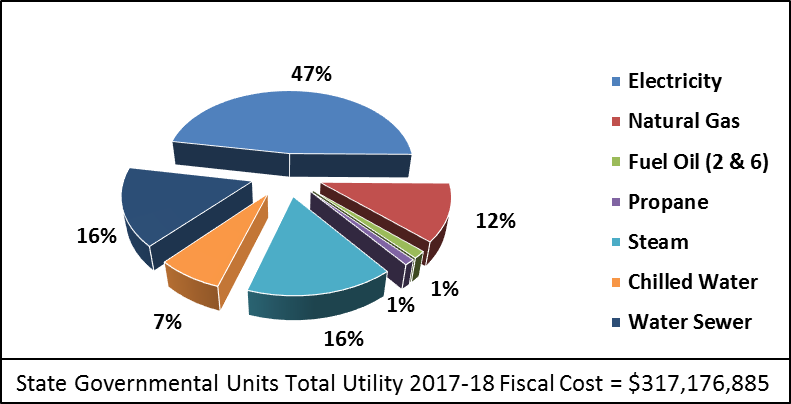 47%
Electricity
Natural Gas
Fuel Oil (2 & 6)
Propane
Steam
Chilled Water
Water Sewer
12%
1%
1%
16%
7%
16%
State Governmental Units Total Utility 2017-18 Fiscal Cost = $317,176,885